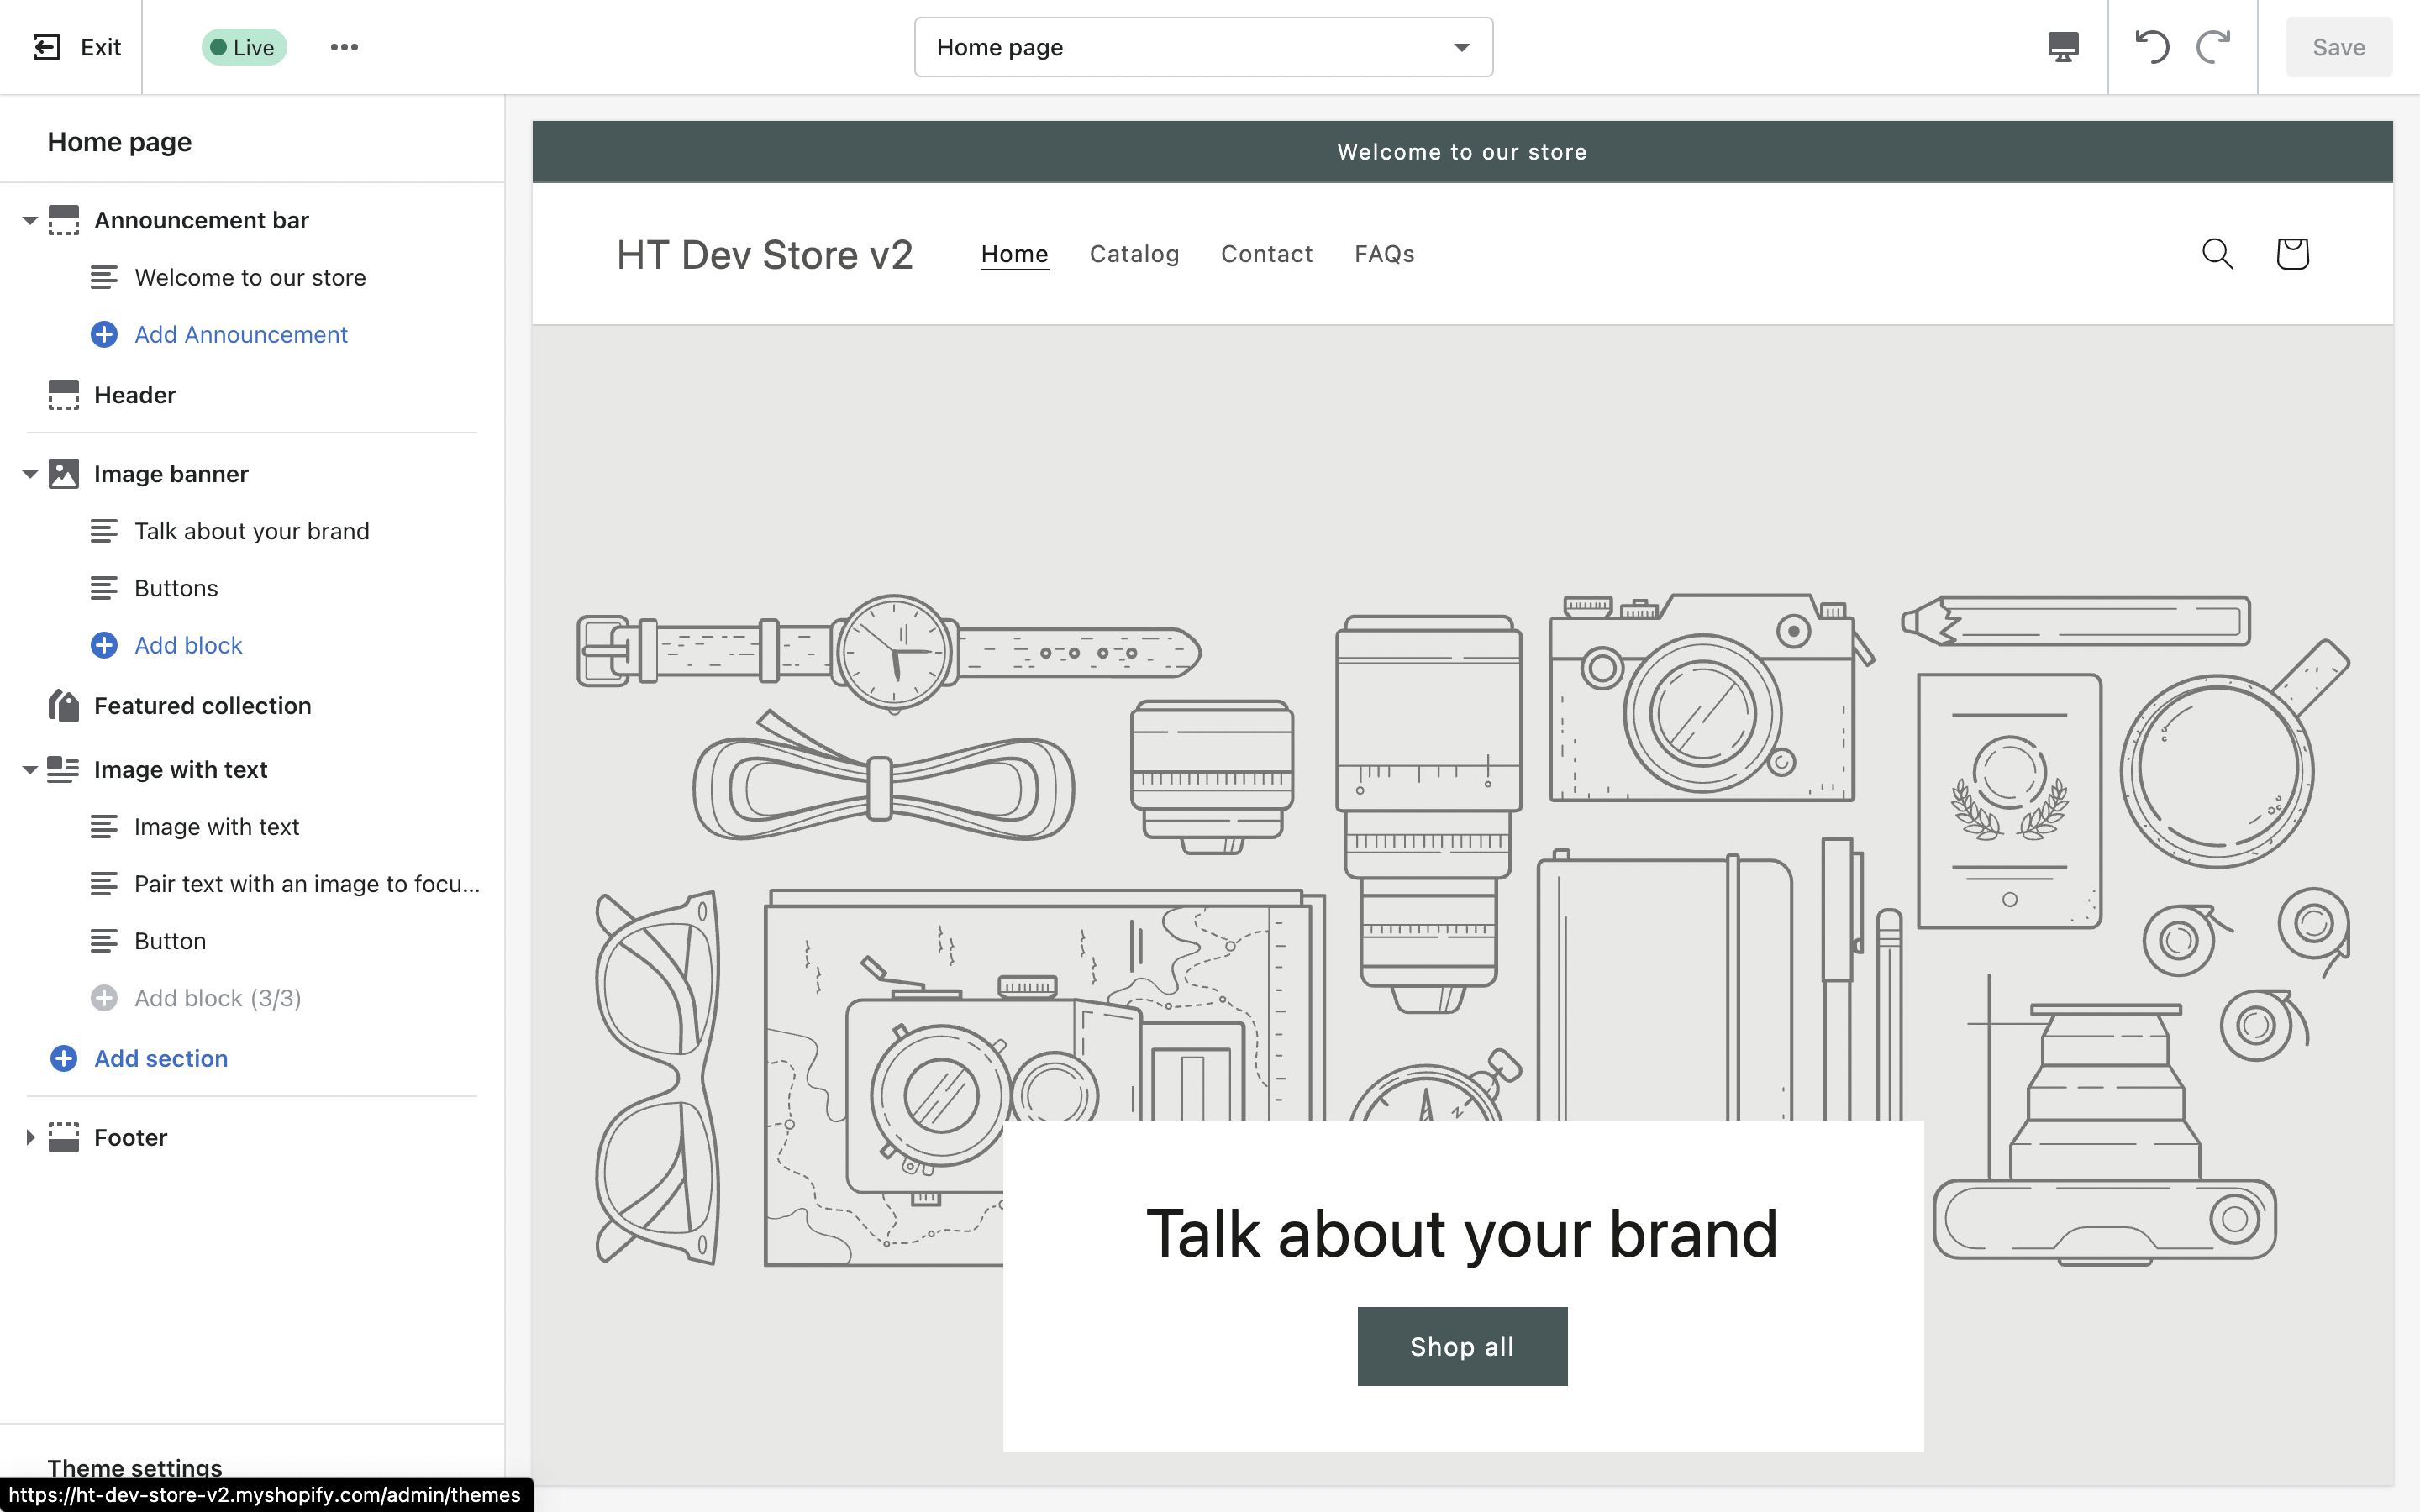 Exit
Live
Home page
Save
Home page
Announcement bar
Welcome to our store
Add Announcement
Header
Image banner
Talk about your brand
Buttons
Add block
Featured collection
Image with text
Image with text
Pair text with an image to focu...
Button
Add block (3/3)
Add section
Footer
Theme settings
https://ht-dev-store-v2.myshopify.com/admin/themes
Welcome to our store
HT Dev Store v2
Home
Catalog
Contact
FAQs
Talk about your brand
Shop all